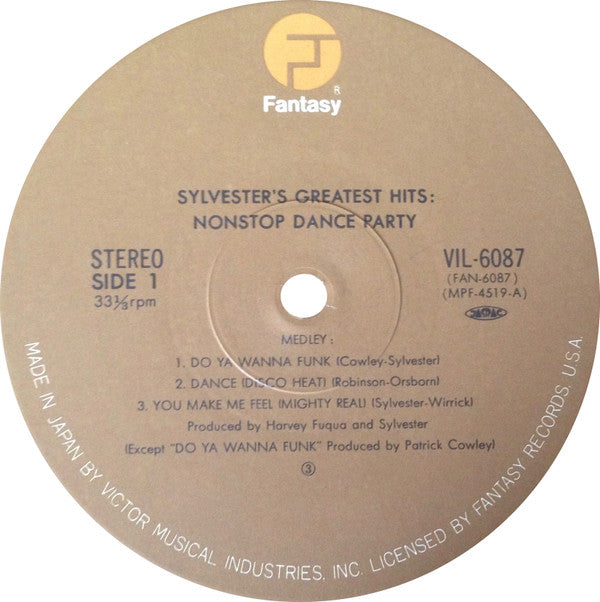 R
Fantasy
SYLVESTER'S GREATEST HITS:
NONSTOP DANCE PARTY
STEREO
SIDE 1
33⅓rpm
VIL-6087
(FAN-6087)
(MPF-4519-A)
JASRAC
MEDLEY:
1. DO YA WANNA FUNK (Cowley-Sylvester)
2. DANCE (DISCO HEAT) (Robinson-Orsborn)
3. YOU MAKE ME FEEL (MIGHTY REAL) (Sylvester-Wirrick)
Produced by Harvey Fuqua and Sylvester
(Except "DO YA WANNA FUNK" Produced by Patrick Cowley)
③
MADE IN JAPAN BY VICTOR MUSICAL INDUSTRIES, INC. LICENSED BY FANTASY RECORDS, U.S.A.